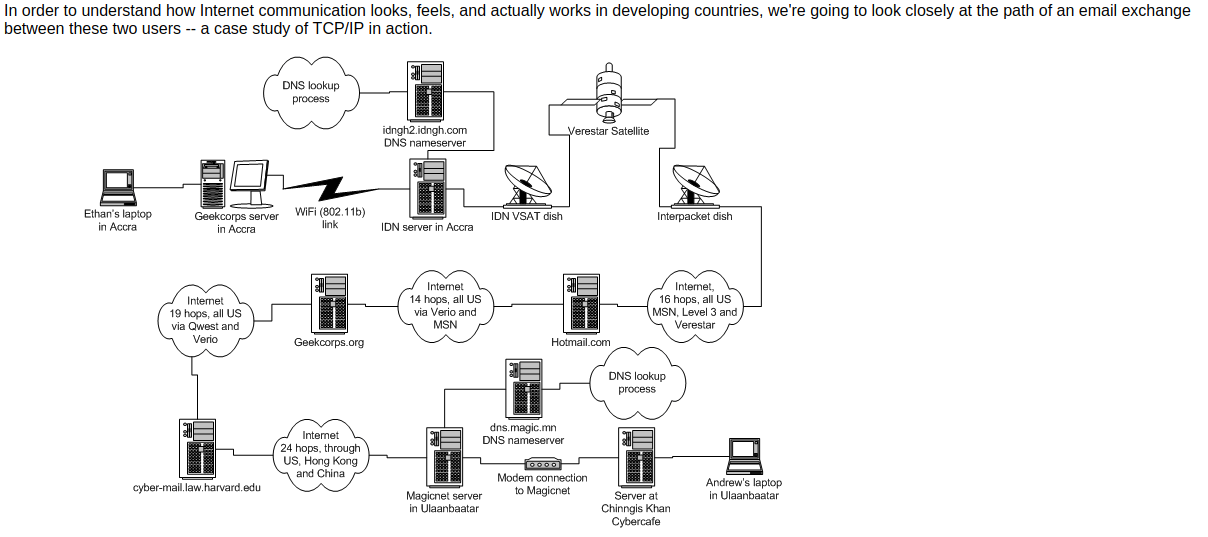 In order to understand how Internet communication looks, feels, and actually works in developing countries, we're going to look closely at the path of an email exchange
between these two users -- a case study of TCP/IP in action.
DNS lookup
process
idngh2.idngh.com
DNS nameserver
Verestar Satellite
Ethan's laptop
in Accra
Geekcorps server
in Accra
WiFi (802.11b)
link
IDN server in Accra
IDN VSAT dish
Interpacket dish
Internet
19 hops, all US
via Qwest and
Verio
Geekcorps.org
Internet
14 hops, all US
via Verio and
MSN
Hotmail.com
Internet,
16 hops, all US
MSN, Level 3 and
Verestar
DNS lookup
process
dns.magic.mn
DNS nameserver
cyber-mail.law.harvard.edu
Internet
24 hops, through
US, Hong Kong
and China
Magicnet server
in Ulaanbaatar
Modem connection
to Magicnet
Server at
Chinngis Khan
Cybercafe
Andrew's laptop
in Ulaanbaatar